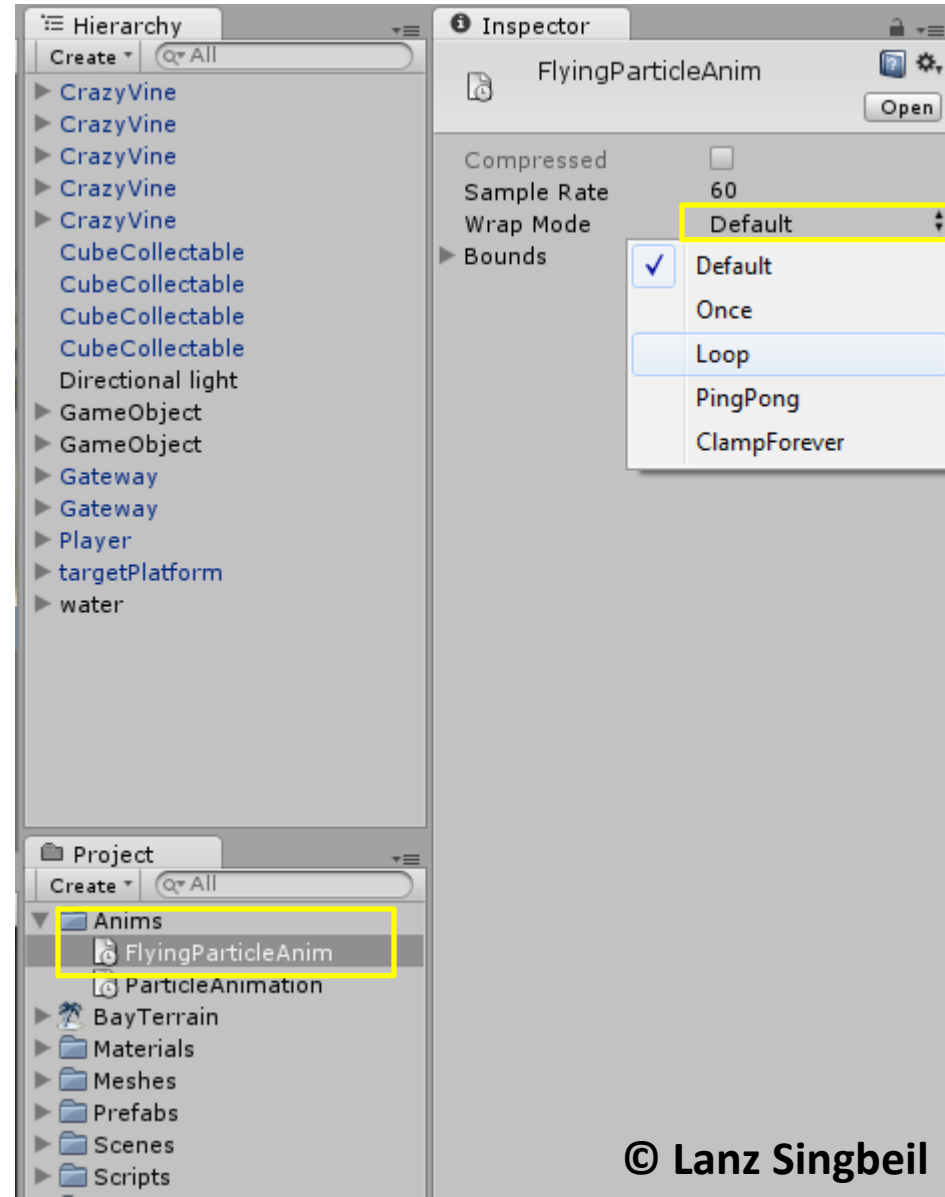 Hierarchy
Create All
CrazyVine
CrazyVine
CrazyVine
CrazyVine
CrazyVine
CubeCollectable
CubeCollectable
CubeCollectable
CubeCollectable
Directional light
GameObject
GameObject
Gateway
Gateway
Player
targetPlatform
water
Project
Create All
Anims
FlyingParticleAnim
ParticleAnimation
BayTerrain
Materials
Meshes
Prefabs
Scenes
Scripts
Inspector
FlyingParticleAnim
Open
Compressed
Sample Rate 60
Wrap Mode Default
Bounds
Default
Once
Loop
PingPong
ClampForever
© Lanz Singbeil